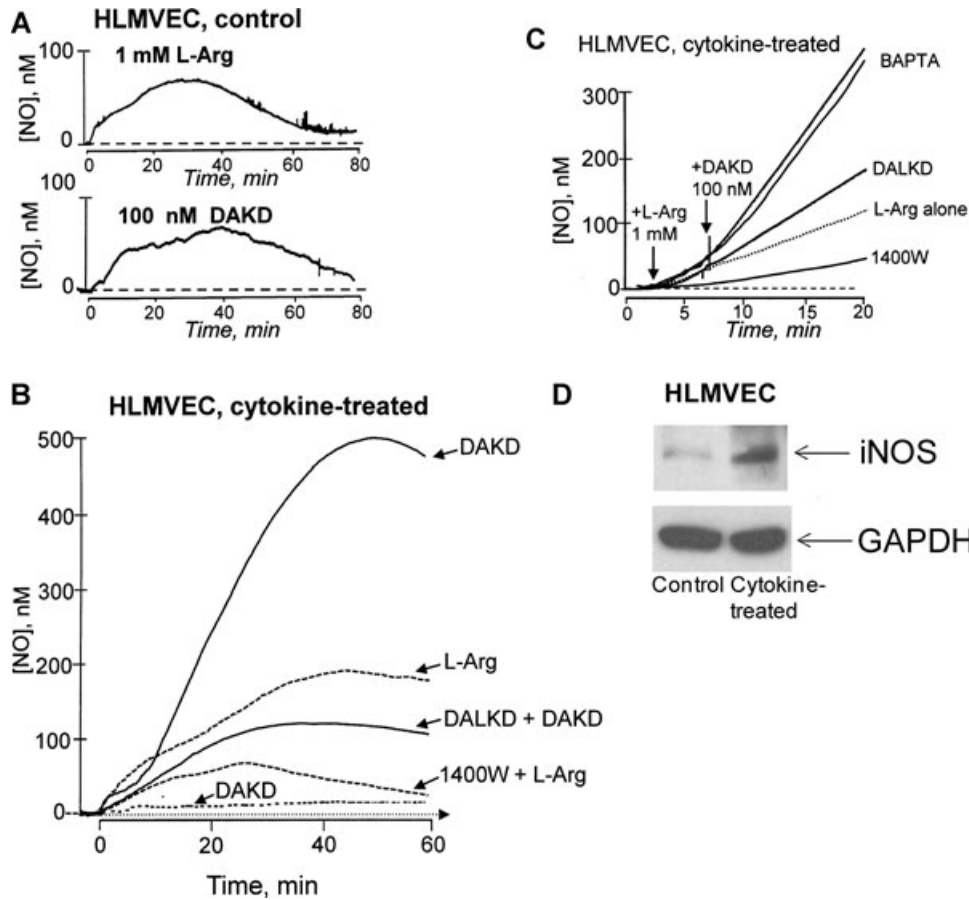 A
HLMVEC, control
1 mM L-Arg
100
[NO], nM
0
0 20 40 60 80
Time, min
100
100 nM DAKD
[NO], nM
0
0 20 40 60 80
Time, min
C
HLMVEC, cytokine-treated
BAPTA
300
+DAKD
100 nM
200
DALKD
+L-Arg
1 mM
L-Arg alone
[NO], nM
100
1400W
0
0 5 10 15 20
Time, min
B
HLMVEC, cytokine-treated
500
DAKD
400
300
[NO], nM
200
L-Arg
DALKD + DAKD
100
1400W + L-Arg
DAKD
0
0 20 40 60
Time, min
D
HLMVEC
iNOS
GAPDH
Control Cytokine-
treated